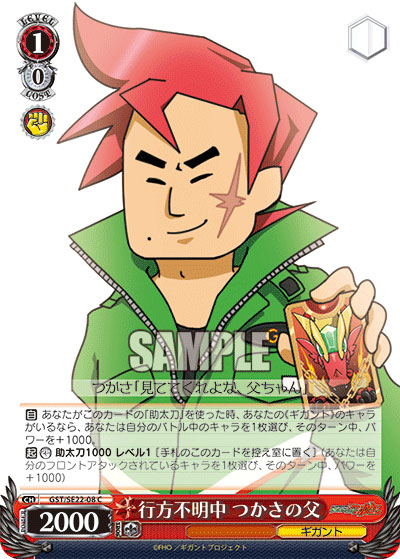 LEVEL
1
0
COST
SAMPLE
つかさ「見ててくれよな、父ちゃん」
自 あなたがこのカードの「助太刀」を使った時、あなたの《ギガント》のキャラ
がいるなら、あなたは自分のバトル中のキャラを1枚選び、そのターン中、パ
ワーを＋1000。
起 助太刀1000 レベル1 [手札のこのカードを控え室に置く] あなたは自
分のフロントアタックされているキャラを1枚選び、そのターン中、パワーを
＋1000。
CH GST/SE22-08 C
2000
行方不明中 つかさの父
ギガント
©FHO ／ギガントプロジェクト